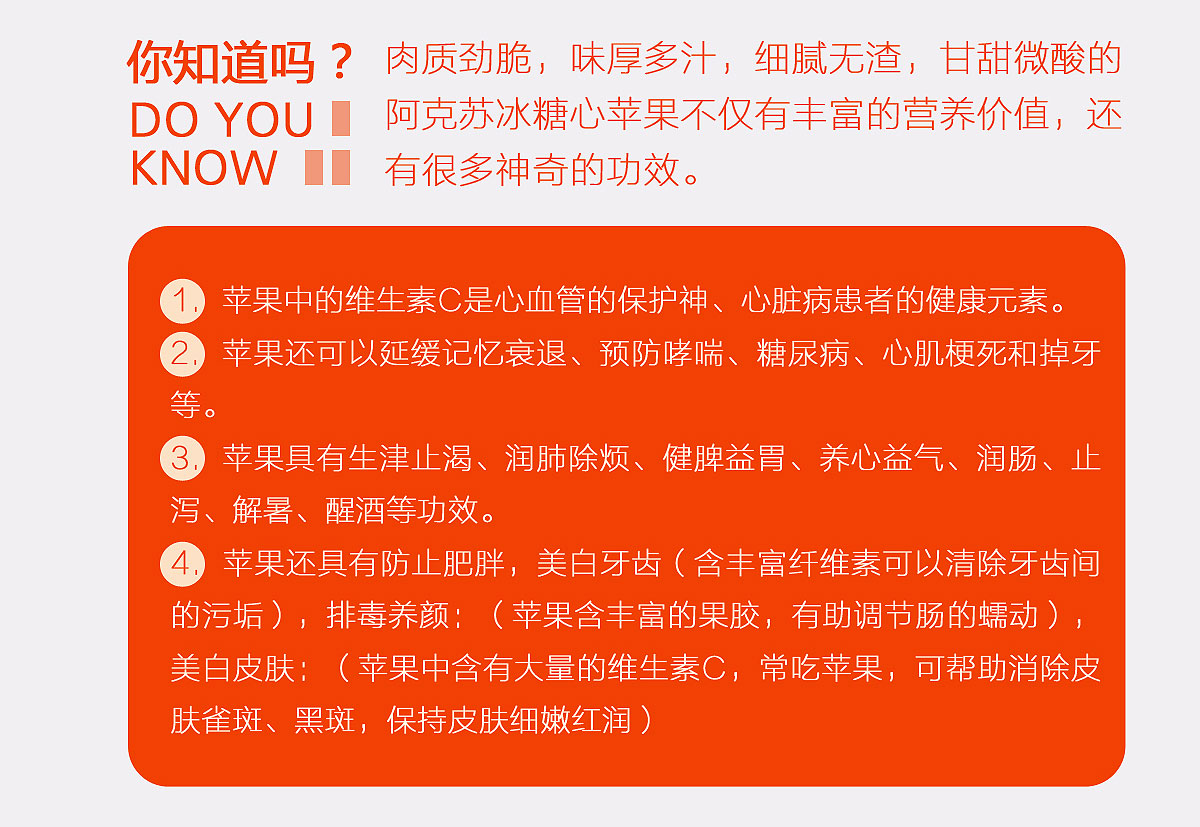 你知道吗？
DO YOU
KNOW
肉质劲脆，味厚多汁，细腻无渣，甘甜微酸的
阿克苏冰糖心苹果不仅有丰富的营养价值，还
有很多神奇的功效。
1. 苹果中的维生素C是心血管的保护神、心脏病患者的健康元素。
2. 苹果还可以延缓记忆衰退、预防哮喘、糖尿病、心肌梗死和掉牙
等。
3. 苹果具有生津止渴、润肺除烦、健脾益胃、养心益气、润肠、止
泻、解暑、醒酒等功效。
4. 苹果还具有防止肥胖，美白牙齿（含丰富纤维素可以清除牙齿间
的污垢），排毒养颜；（苹果含丰富的果胶，有助调节肠的蠕动），
美白皮肤；（苹果中含有大量的维生素C，常吃苹果，可帮助消除皮
肤雀斑、黑斑，保持皮肤细嫩红润）